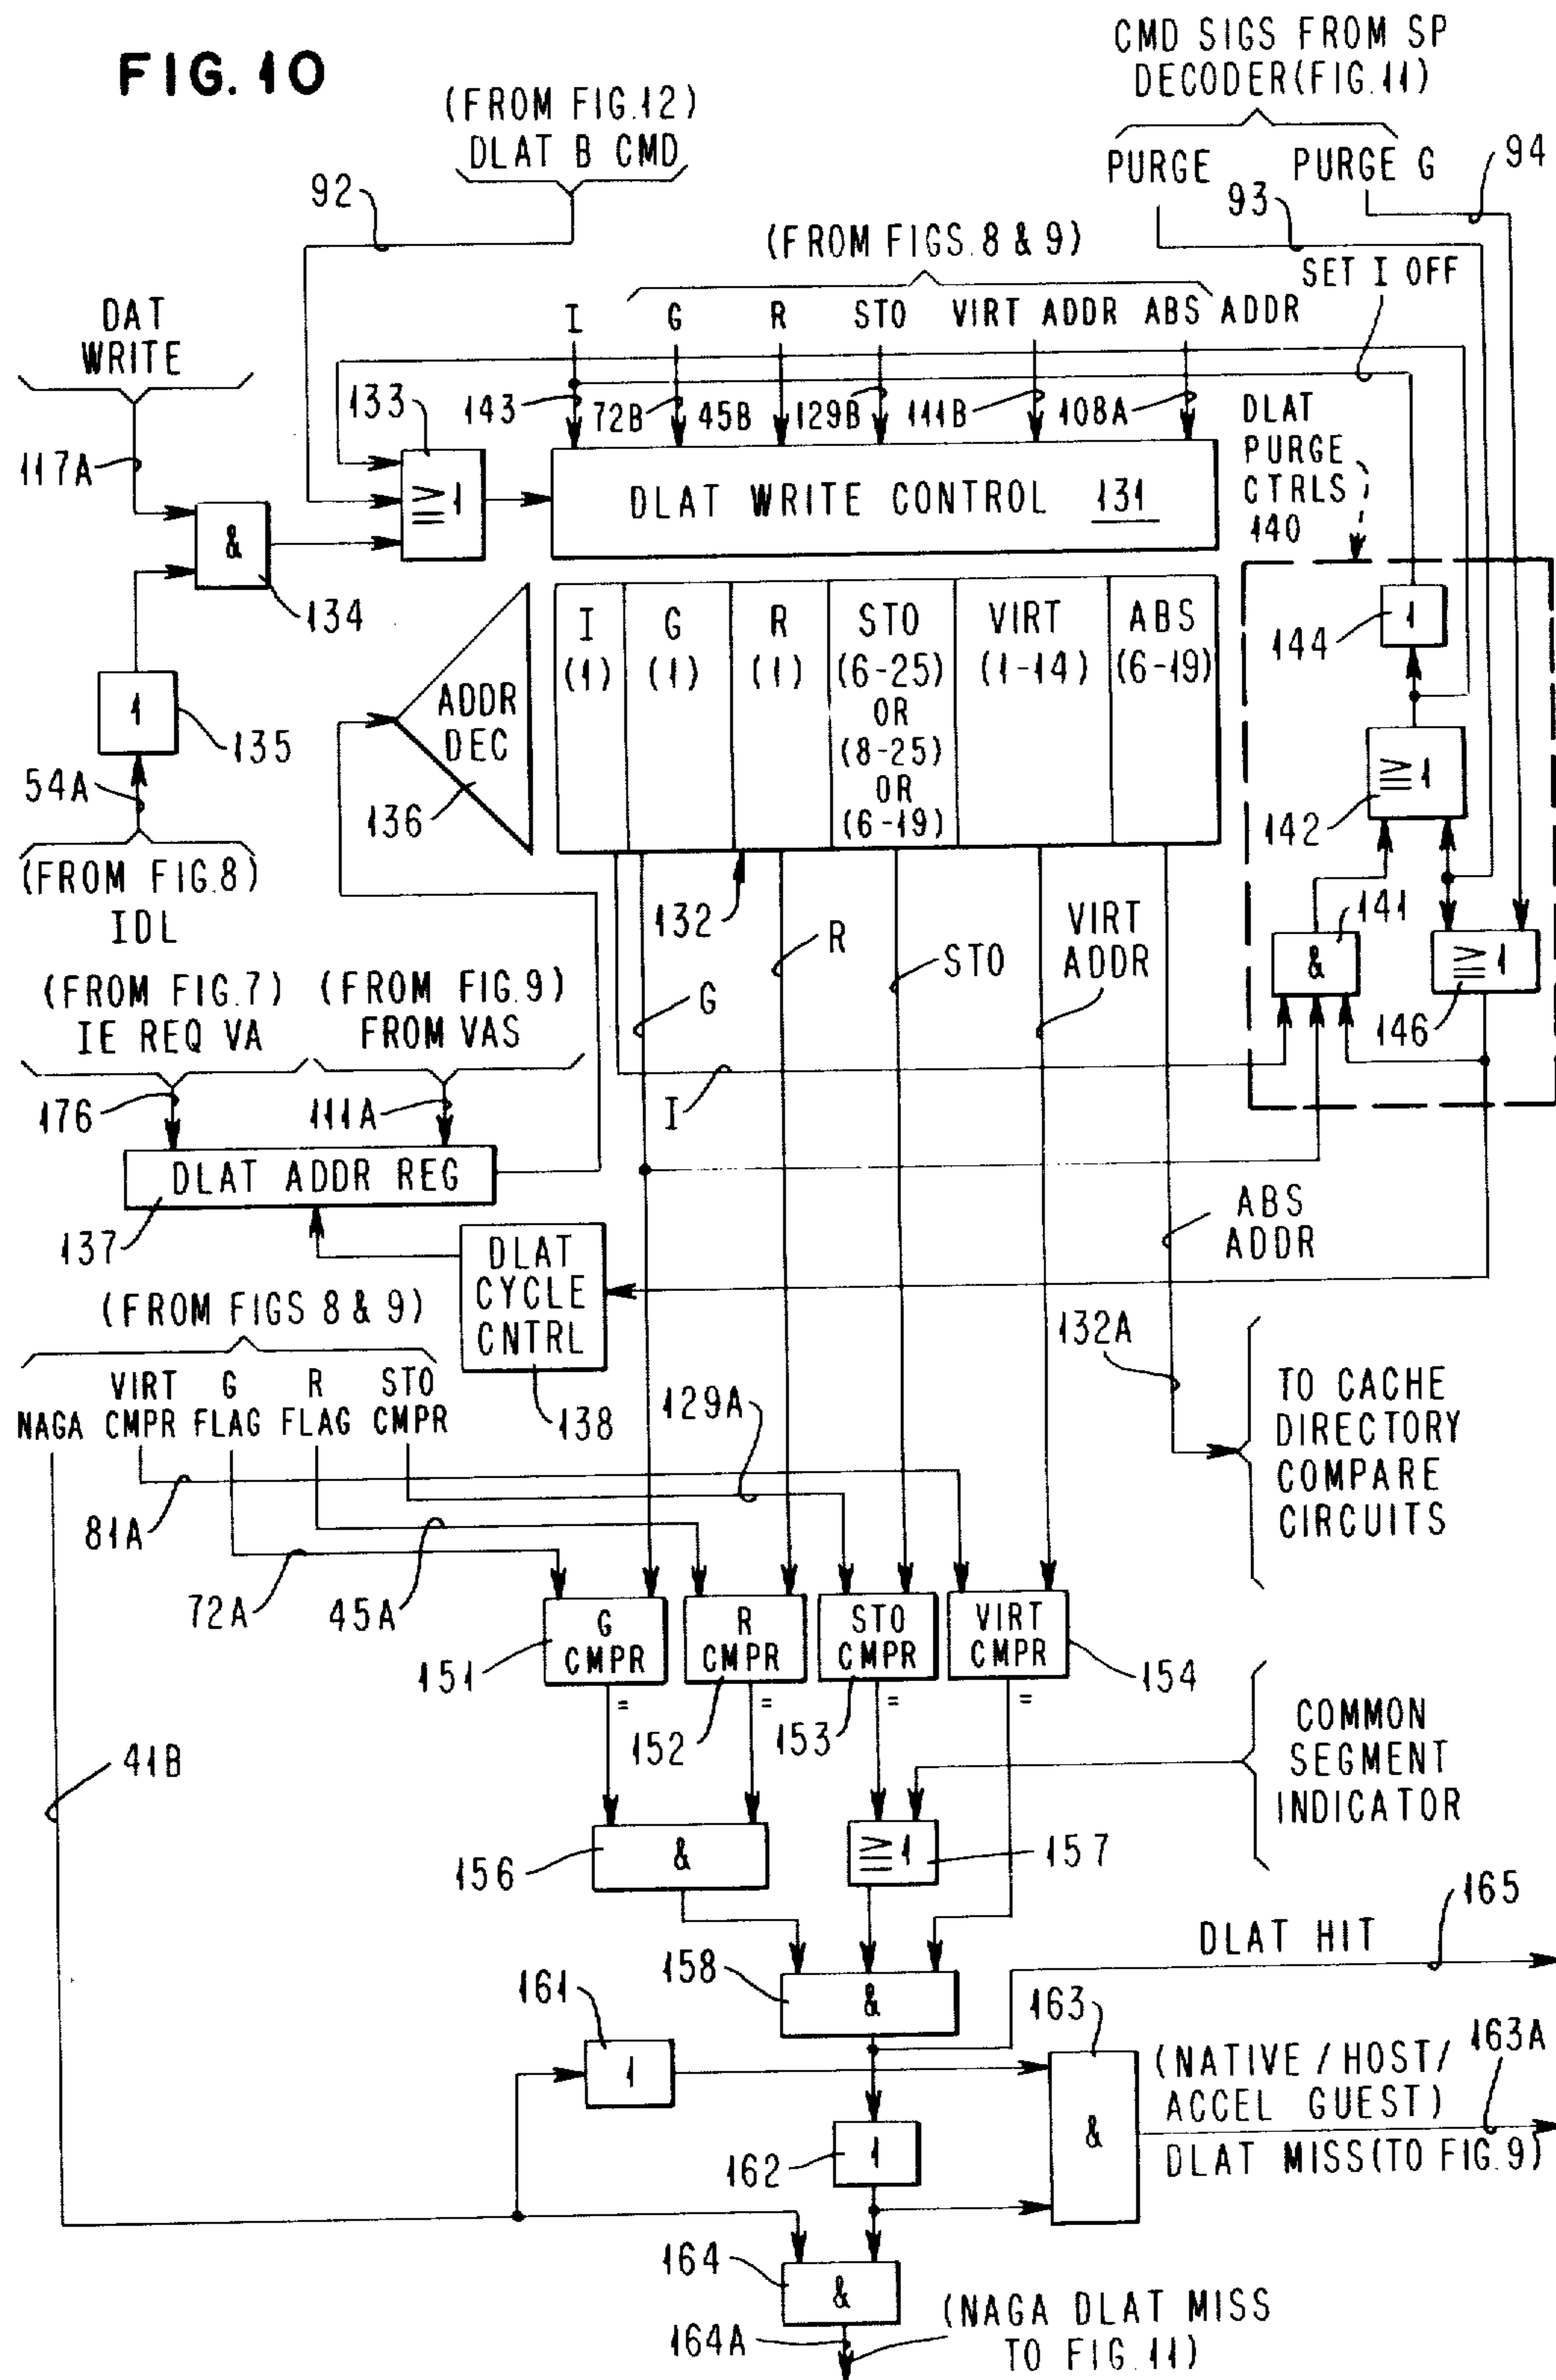 FIG. 10
CMD SIGS FROM SP
DECODER(FIG.11)
(FROM FIG.12)
DLAT B CMD
PURGE
PURGE G
94
92
93
(FROM FIGS. 8 & 9)
SET I OFF
DAT
WRITE
I
G
R
STO
VIRT ADDR
ABS ADDR
133
143
72B
45B
129B
111B
108A
DLAT
PURGE
CTRLS
140
117A
≥1
DLAT WRITE CONTROL 131
&
134
I
(1)
G
(1)
R
(1)
STO
(6-25)
OR
(8-25)
OR
(6-19)
VIRT
(1-14)
ABS
(6-19)
1
144
ADDR
DEC
136
1
135
54A
≥1
142
(FROM FIG.8)
IDL
132
R
STO
VIRT
ADDR
141
&
≥1
146
(FROM FIG.7)
IE REQ VA
(FROM FIG.9)
FROM VAS
G
I
176
111A
DLAT ADDR REG
137
ABS
ADDR
DLAT
CYCLE
CNTRL
138
(FROM FIGS 8 & 9)
132A
NAGA
VIRT
CMPR
G
FLAG
R
FLAG
STO
CMPR
129A
TO CACHE
DIRECTORY
COMPARE
CIRCUITS
81A
72A
45A
G
CMPR
R
CMPR
STO
CMPR
VIRT
CMPR
151
154
=
=
=
=
152
153
COMMON
SEGMENT
INDICATOR
41B
156
&
≥1
157
165
DLAT HIT
158
&
161
163
163A
1
(NATIVE/HOST/
ACCEL GUEST)
DLAT MISS(TO FIG.9)
&
162
1
164
&
164A
(NAGA DLAT MISS
TO FIG.11)